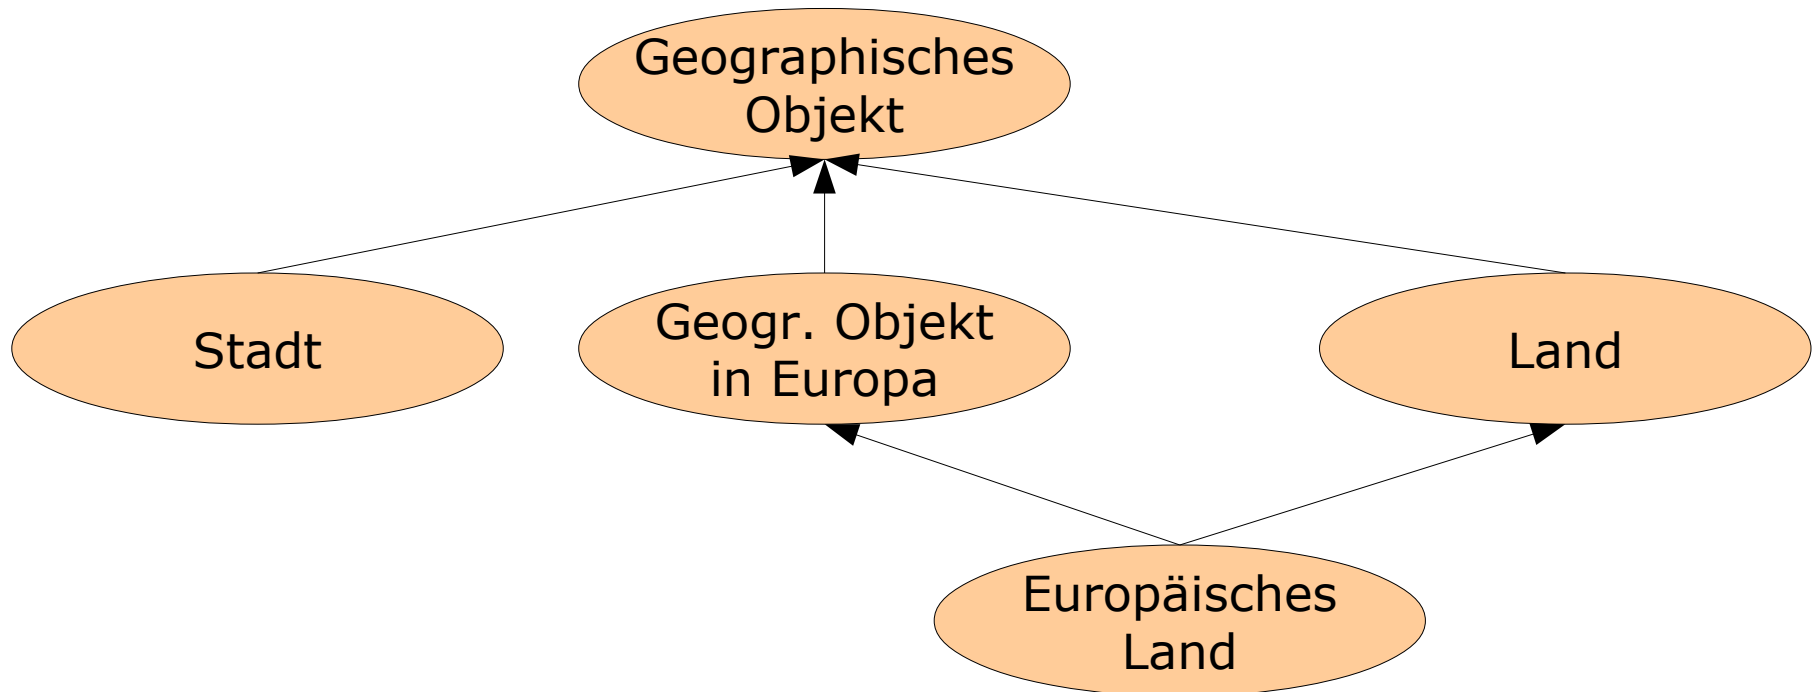 Geographisches
Objekt
Stadt
Geogr. Objekt
in Europa
Land
Europäisches
Land